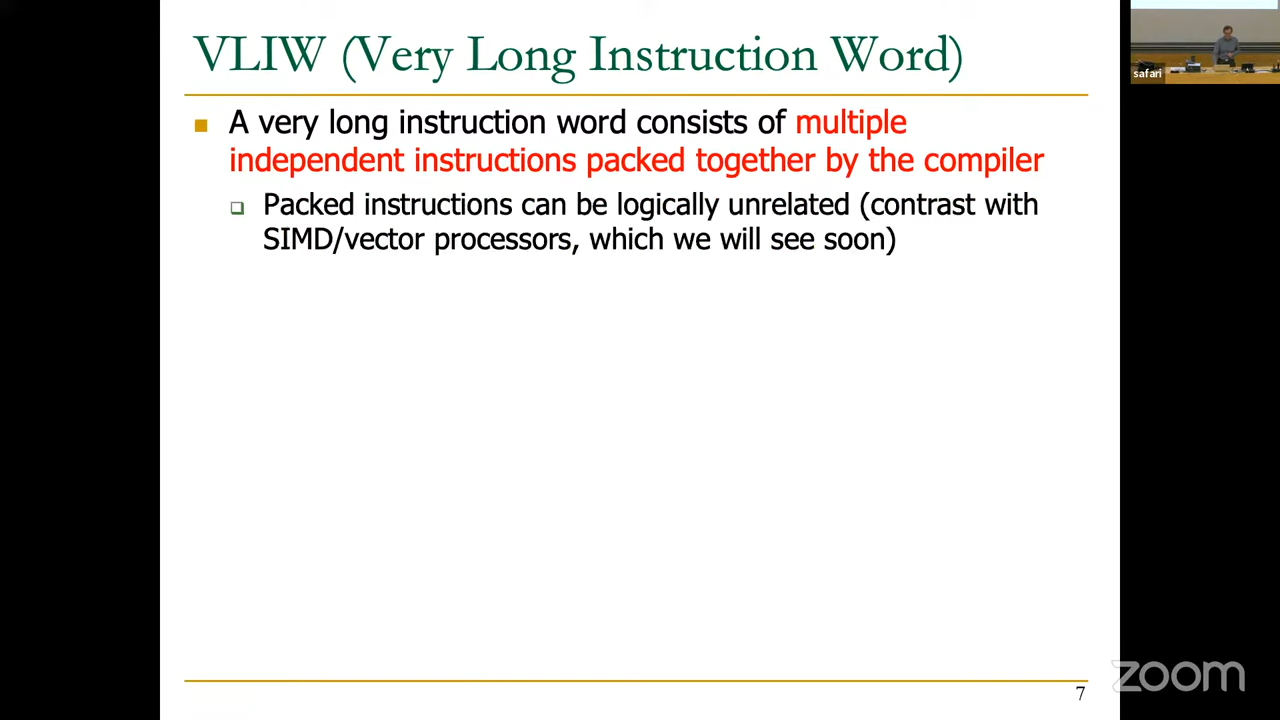 VLIW (Very Long Instruction Word)
A very long instruction word consists of multiple
independent instructions packed together by the compiler
Packed instructions can be logically unrelated (contrast with
SIMD/vector processors, which we will see soon)
safari
7
zoom